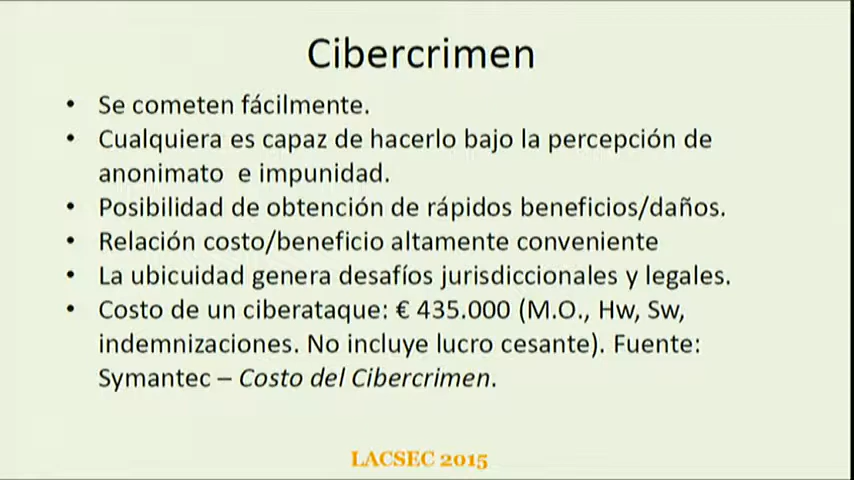 Cibercrimen
• Se cometen fácilmente.
• Cualquiera es capaz de hacerlo bajo la percepción de
anonimato e impunidad.
• Posibilidad de obtención de rápidos beneficios/daños.
• Relación costo/beneficio altamente conveniente
• La ubicuidad genera desafíos jurisdiccionales y legales.
• Costo de un ciberataque: € 435.000 (M.O., Hw, Sw,
indemnizaciones. No incluye lucro cesante). Fuente:
Symantec – Costo del Cibercrimen.
LACSEC 2015